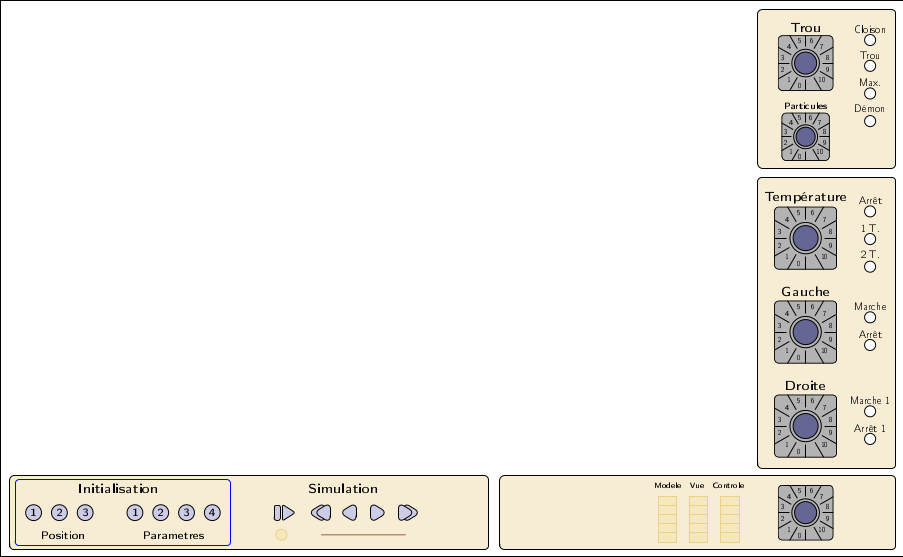 Trou
0 1 2 3 4 5 6 7 8 9 10
Particules
0 1 2 3 4 5 6 7 8 9 10
Cloison
Trou
Max.
Démon
Température
0 1 2 3 4 5 6 7 8 9 10
Arrêt
1 T.
2 T.
Gauche
0 1 2 3 4 5 6 7 8 9 10
Marche
Arrêt
Droite
0 1 2 3 4 5 6 7 8 9 10
Marche 1
Arrêt 1
Initialisation
1 2 3 1 2 3 4
Position Parametres
Simulation
Modele Vue Controle
0 1 2 3 4 5 6 7 8 9 10